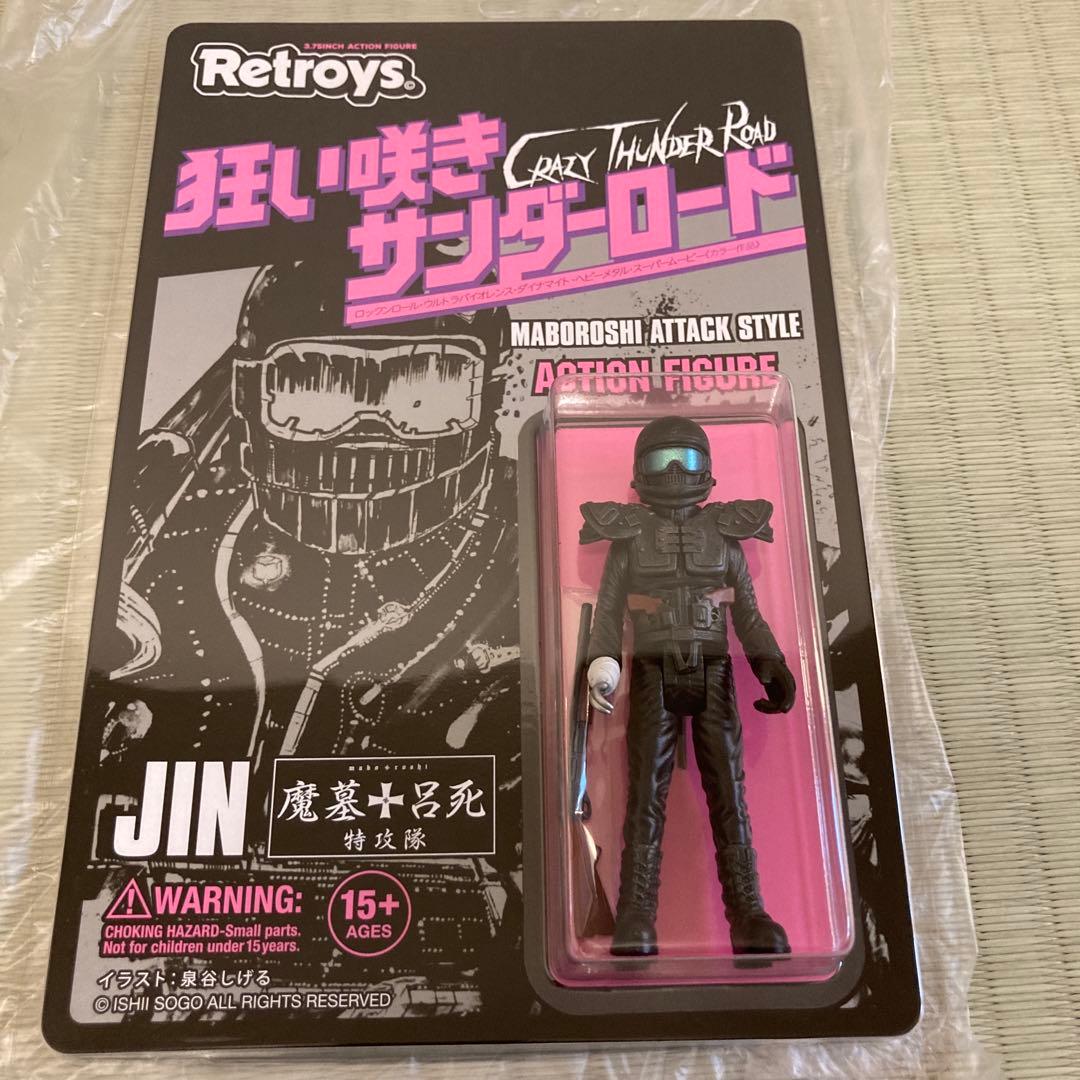 3.75INCH ACTION FIGURE
Retroys.©
狂い咲き
CRAZY THUNDER ROAD
サンダーロード
ロックンロール・ウルトラバイオレンス・ダイナマイト・ヘビーメタル・スーパームービー《カラー作品》
MABOROSHI ATTACK STYLE
ACTION FIGURE
JIN
mabo✠roshi
魔墓✠呂死
特攻隊
WARNING:
CHOKING HAZARD-Small parts.
Not for children under 15 years.
15+
AGES
イラスト:泉谷しげる
© ISHII SOGO ALL RIGHTS RESERVED